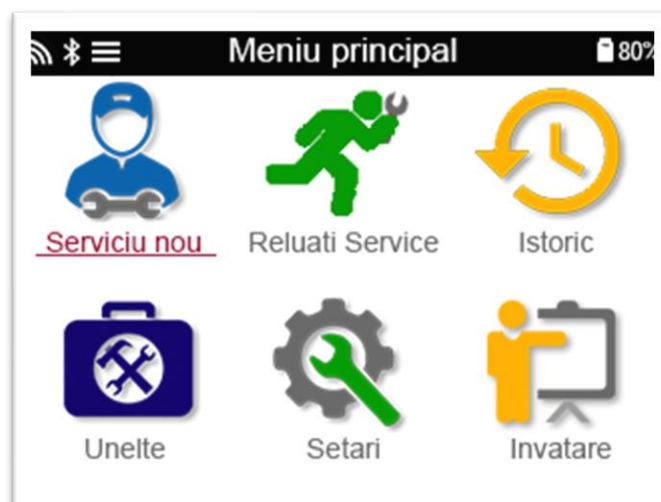 Meniu principal 80%
Serviciu nou Reluati Service Istoric
Unelte Setari Invatare